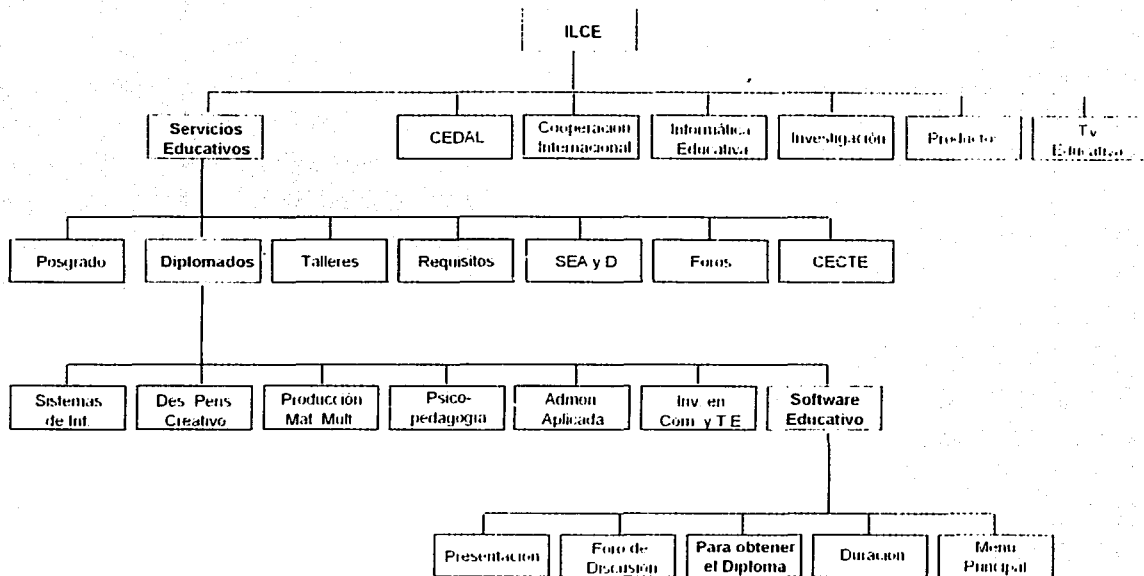 ILCE
Servicios
Educativos
CEDAL
Cooperacion
Internacional
Informática
Educativa
Investigación
Productor
Tv
Educativa
Posgrado
Diplomados
Talleres
Requisitos
SEA y D
Foros
CECTE
Sistemas
de Inf.
Des Pens
Creativo
Producción
Mat. Mult
Psico-
pedagogia
Admon
Aplicada
Inv. en
Com y T E
Software
Educativo
Presentacion
Foro de
Discusión
Para obtener
el Diploma
Duracion
Menu
Principal